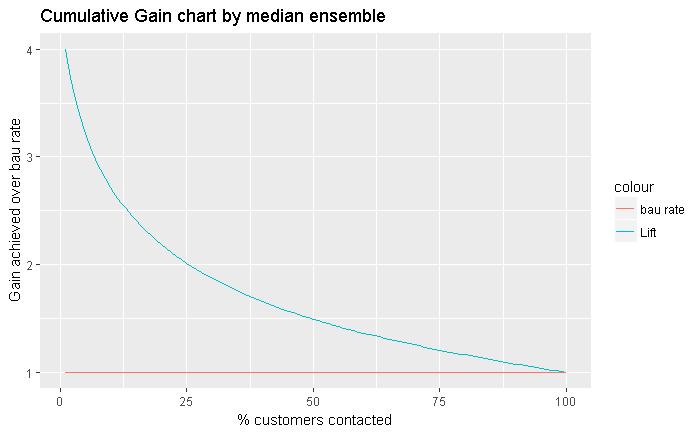 Cumulative Gain chart by median ensemble
Gain achieved over bau rate
4
3
2
1
0
25
50
75
100
% customers contacted
colour
bau rate
Lift